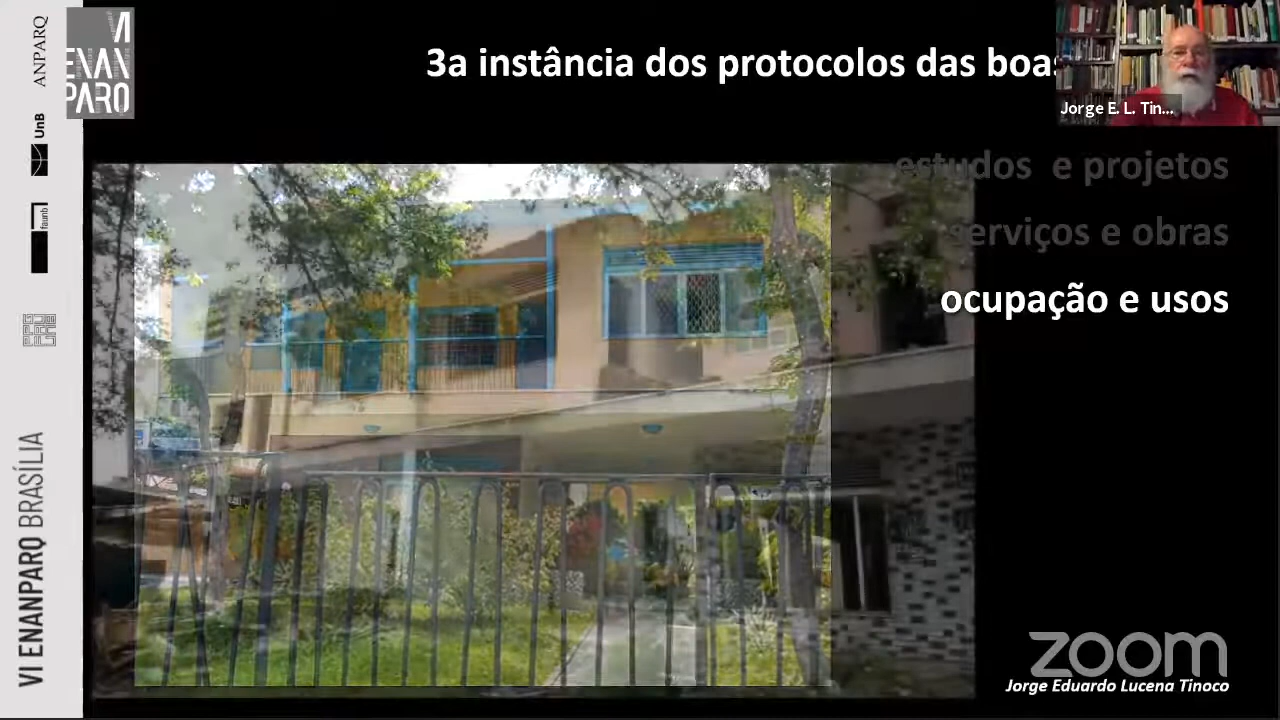 VI
ENAN
PARQ
ANPARQ
UnB
faunb
VI ENANPARQ BRASÍLIA
3a instância dos protocolos das boas
Jorge E. L. Tin...
estudos e projetos
serviços e obras
ocupação e usos
zoom
Jorge Eduardo Lucena Tinoco